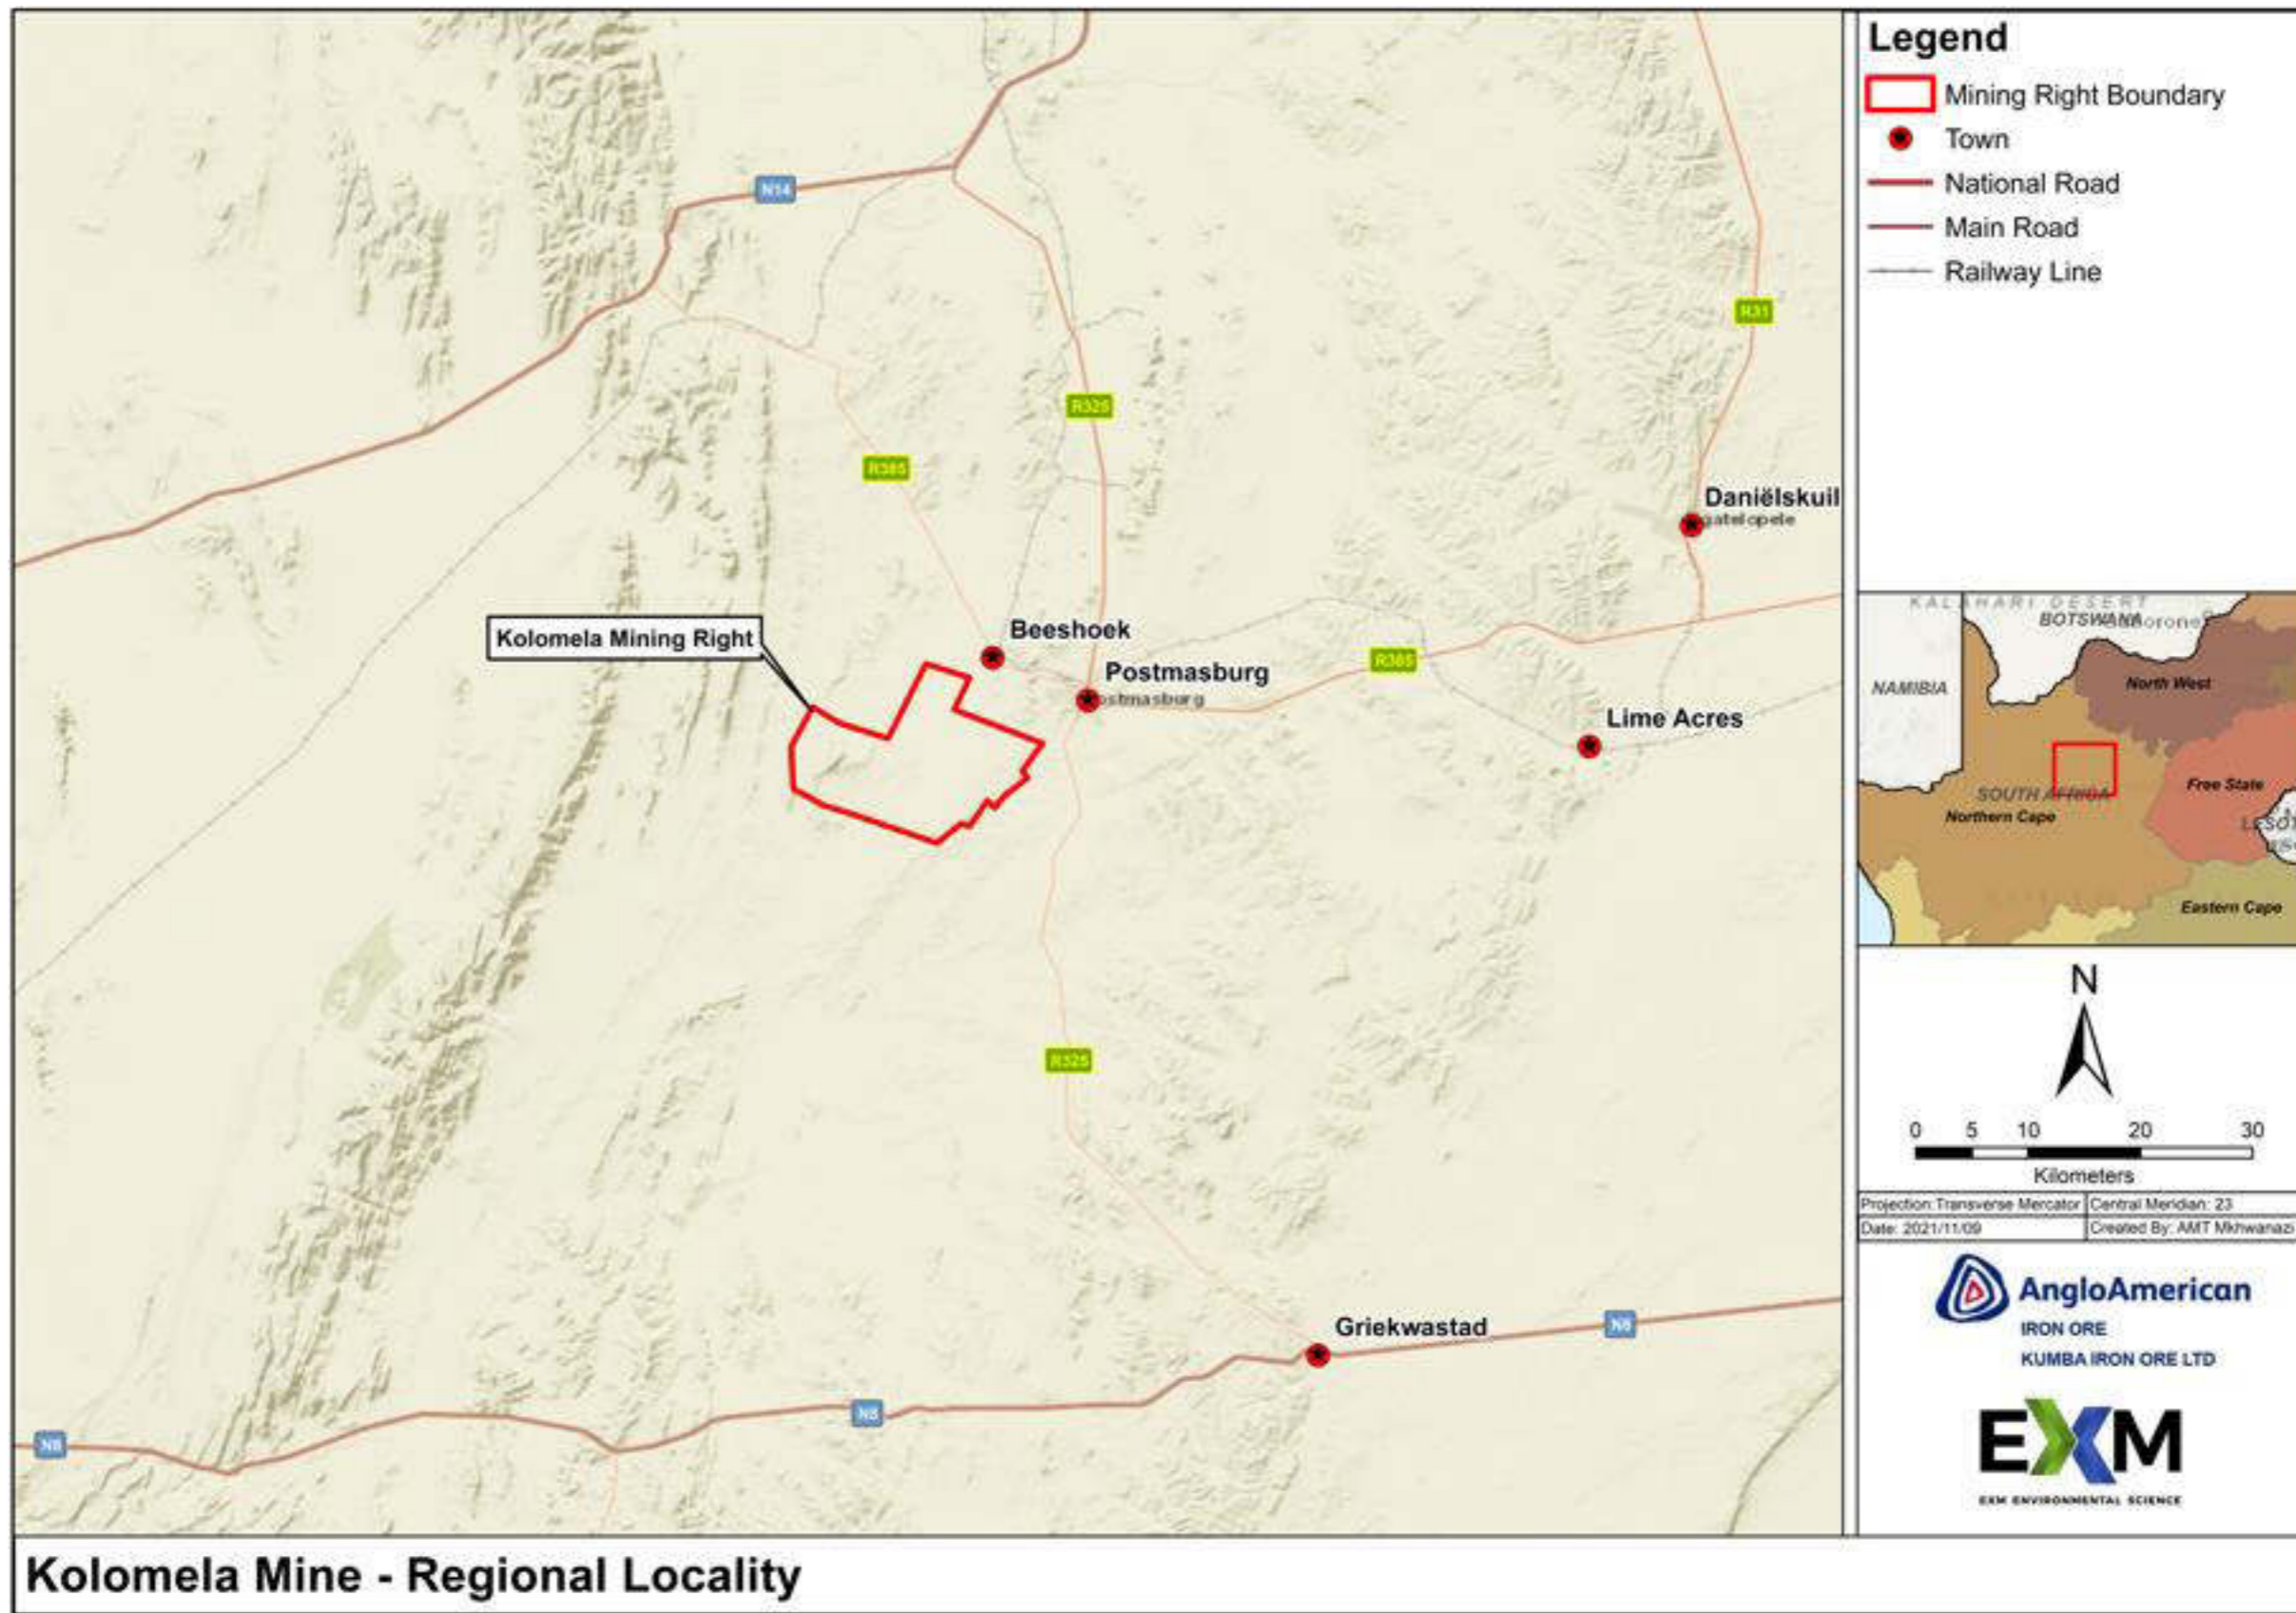 N14
R325
R385
R31
Daniëlskuil
gatelopele
Kolomela Mining Right
Beeshoek
Postmasburg
ostmasburg
R385
Lime Acres
R325
Griekwastad
N8
N8
N8
Kolomela Mine - Regional Locality
Legend
Mining Right Boundary
Town
National Road
Main Road
Railway Line
KALAHARI DESERT
BOTSWANA
orone
NAMIBIA
North West
SOUTH AFRICA
Free State
Northern Cape
LESOT
Eastern Cape
N
0 5 10 20 30
Kilometers
Projection:Transverse Mercator Central Meridian: 23
Date: 2021/11/09 Created By: AMT Mkhwanazi
AngloAmerican
IRON ORE
KUMBA IRON ORE LTD
EXM
EXM ENVIRONMENTAL SCIENCE